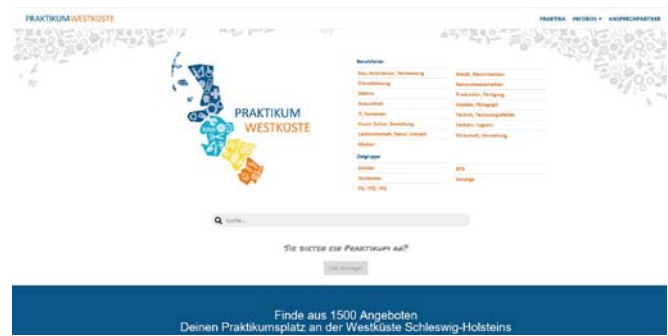 PRAKTIKUM WESTKÜSTE
PRAKTIKA INFOBOX ANSPRECHPARTNER
PRAKTIKUM
WESTKÜSTE
Berufsfelder
Bau, Architektur, Vermessung
Dienstleistung
Elektro
Gesundheit
IT, Computer
Kunst, Kultur, Gestaltung
Landwirtschaft, Natur, Umwelt
Medien
Metall, Maschinenbau
Naturwissenschaften
Produktion, Fertigung
Soziales, Pädagogik
Technik, Technologiefelder
Verkehr, Logistik
Wirtschaft, Verwaltung
Zielgruppe
Schüler
Studenten
FSJ / FÖJ / BFD
Sonstige
Suche...
SIE BIETEN EIN PRAKTIKUM AN?
Finde aus 1500 Angeboten
Deinen Praktikumsplatz an der Westküste Schleswig-Holsteins